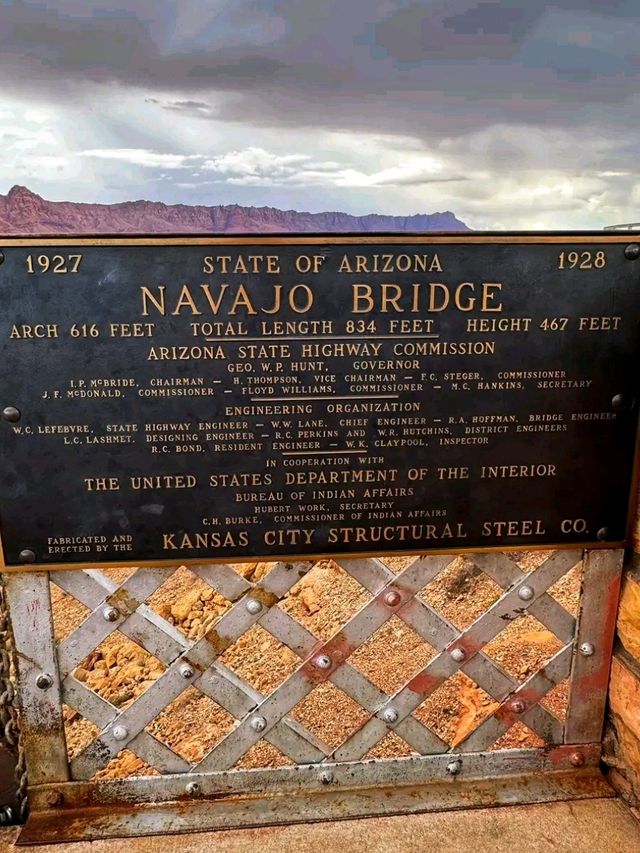 1927 STATE OF ARIZONA 1928
NAVAJO BRIDGE
ARCH 616 FEET TOTAL LENGTH 834 FEET HEIGHT 467 FEET
ARIZONA STATE HIGHWAY COMMISSION
GEO. W. P. HUNT, GOVERNOR
I.P. McBRIDE, CHAIRMAN – H. THOMPSON, VICE CHAIRMAN – F.C. STEGER, COMMISSIONER
J. F. McDONALD, COMMISSIONER – FLOYD WILLIAMS, COMMISSIONER – M.C. HANKINS, SECRETARY
ENGINEERING ORGANIZATION
W.C. LEFEBVRE, STATE HIGHWAY ENGINEER – W.W. LANE, CHIEF ENGINEER – R.A. HOFFMAN, BRIDGE ENGINEER
L.C. LASHMET, DESIGNING ENGINEER – R.C. PERKINS AND W.R. HUTCHINS, DISTRICT ENGINEERS
R.C. BOND, RESIDENT ENGINEER – W.K. CLAYPOOL, INSPECTOR
IN COOPERATION WITH
THE UNITED STATES DEPARTMENT OF THE INTERIOR
BUREAU OF INDIAN AFFAIRS
HUBERT WORK, SECRETARY
C.H. BURKE, COMMISSIONER OF INDIAN AFFAIRS
FABRICATED AND
ERECTED BY THE KANSAS CITY STRUCTURAL STEEL CO.